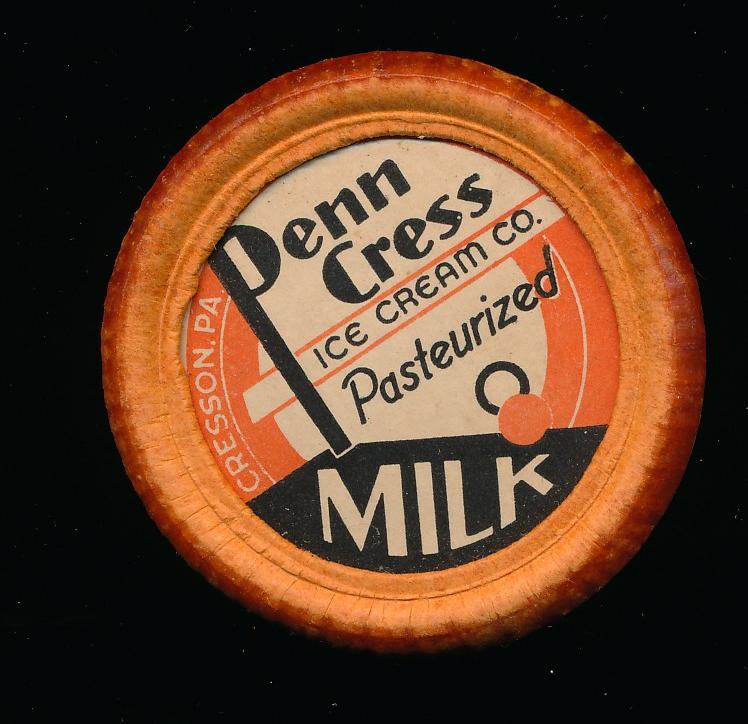 Penn
Cress
ICE CREAM CO.
Pasteurized
MILK
CRESSON, PA